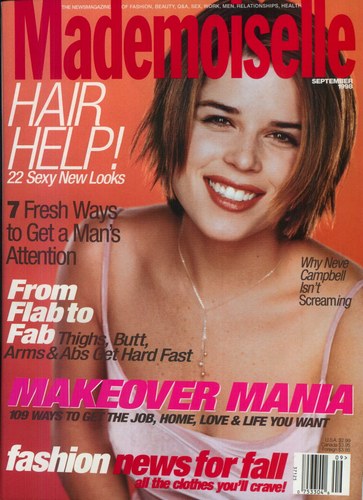 THE NEWSMAGAZINE OF FASHION, BEAUTY, Q&A, SEX, WORK, MEN, RELATIONSHIPS, HEALTH
Mademoiselle
SEPTEMBER
1996
HAIR
HELP!
22 Sexy New Looks
7 Fresh Ways
to Get a Man's
Attention
Why Neve
Campbell
Isn't
Screaming
From
Flab to
Fab Thighs, Butt,
Arms & Abs Get Hard Fast
MAKEOVER MANIA
109 WAYS TO GET THE JOB, HOME, LOVE & LIFE YOU WANT
fashion news for fall
all the clothes you'll crave!
09>